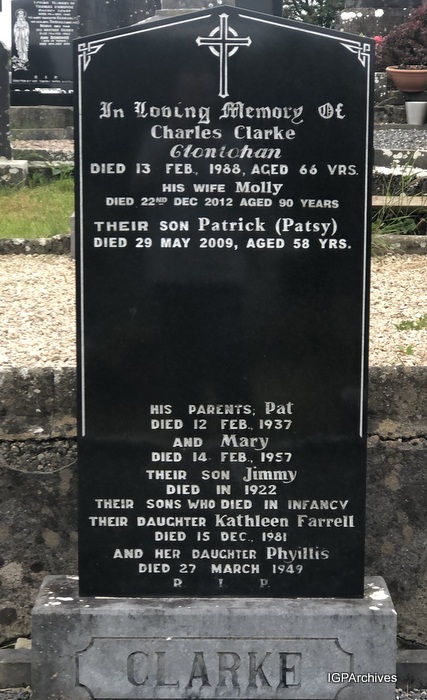 In Loving Memory Of
Charles Clarke
Clontohan
DIED 13 FEB., 1988, AGED 66 YRS.
HIS WIFE Molly
DIED 22ND DEC 2012 AGED 90 YEARS
THEIR SON Patrick (Patsy)
DIED 29 MAY 2009, AGED 58 YRS.
HIS PARENTS; Pat
DIED 12 FEB., 1937
AND Mary
DIED 14 FEB., 1957
THEIR SON Jimmy
DIED IN 1922
THEIR SONS WHO DIED IN INFANCY
THEIR DAUGHTER Kathleen Farrell
DIED 15 DEC., 1981
AND HER DAUGHTER Phyillis
DIED 27 MARCH 1949
R. I. P.
CLARKE
IGPArchives